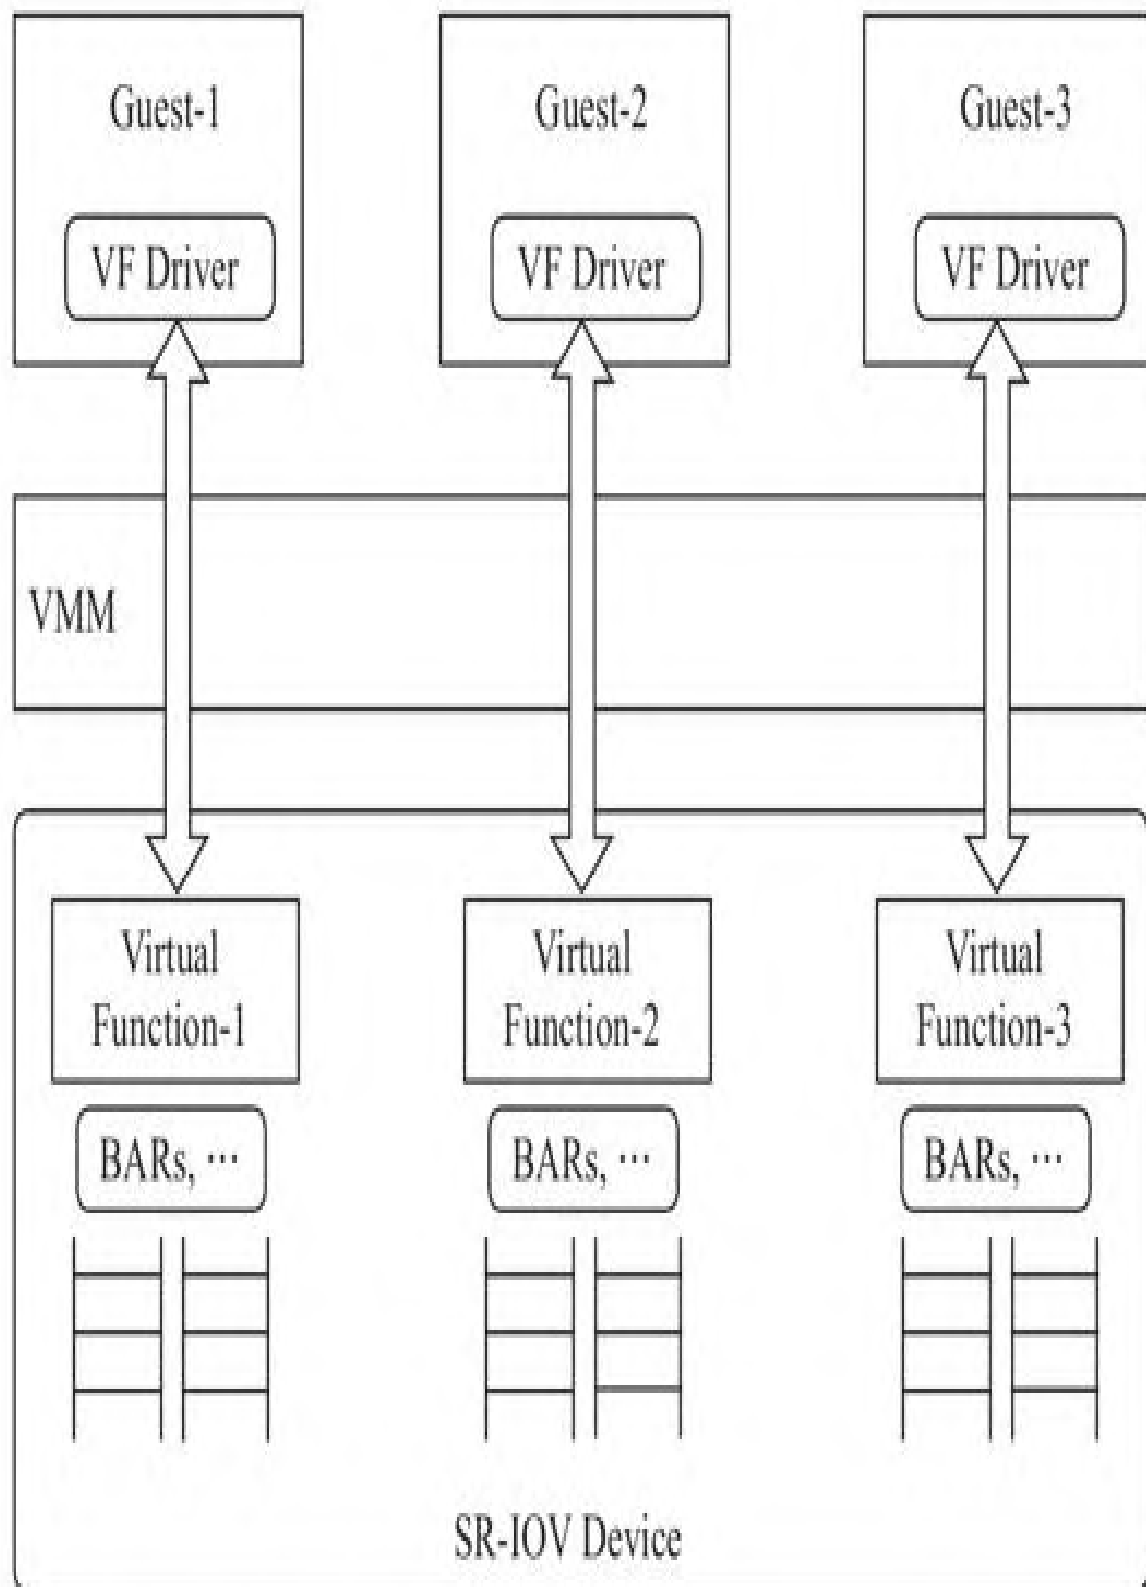 Guest-1 Guest-2 Guest-3
VF Driver VF Driver VF Driver
VMM
Virtual Function-1
Virtual Function-2
Virtual Function-3
BARs, ··· BARs, ··· BARs, ···
SR-IOV Device